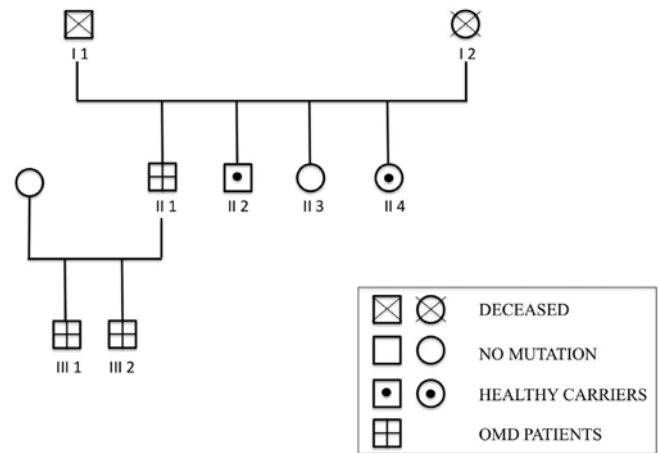 I 1
I 2
II 1
II 2
II 3
II 4
III 1
III 2
DECEASED
NO MUTATION
HEALTHY CARRIERS
OMD PATIENTS